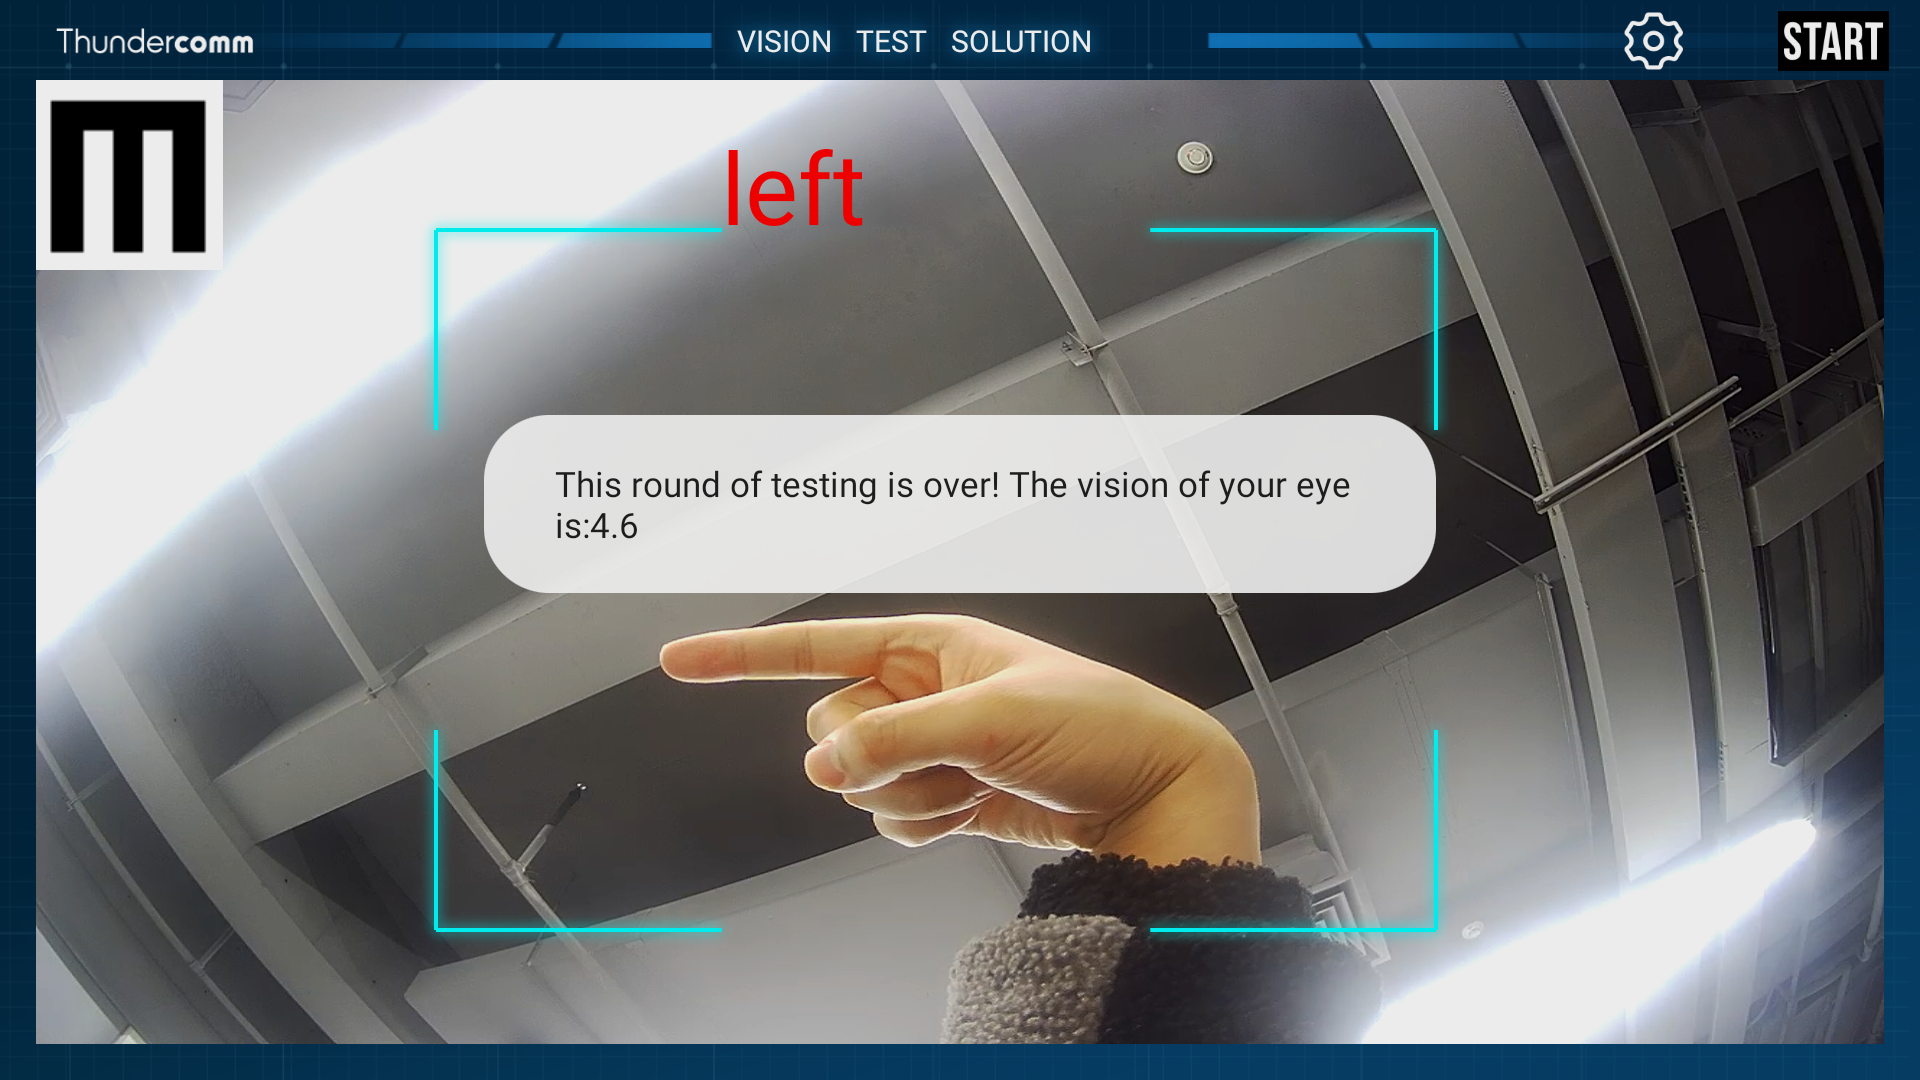 Thundercomm
VISION TEST SOLUTION
START
left
This round of testing is over! The vision of your eye
is:4.6